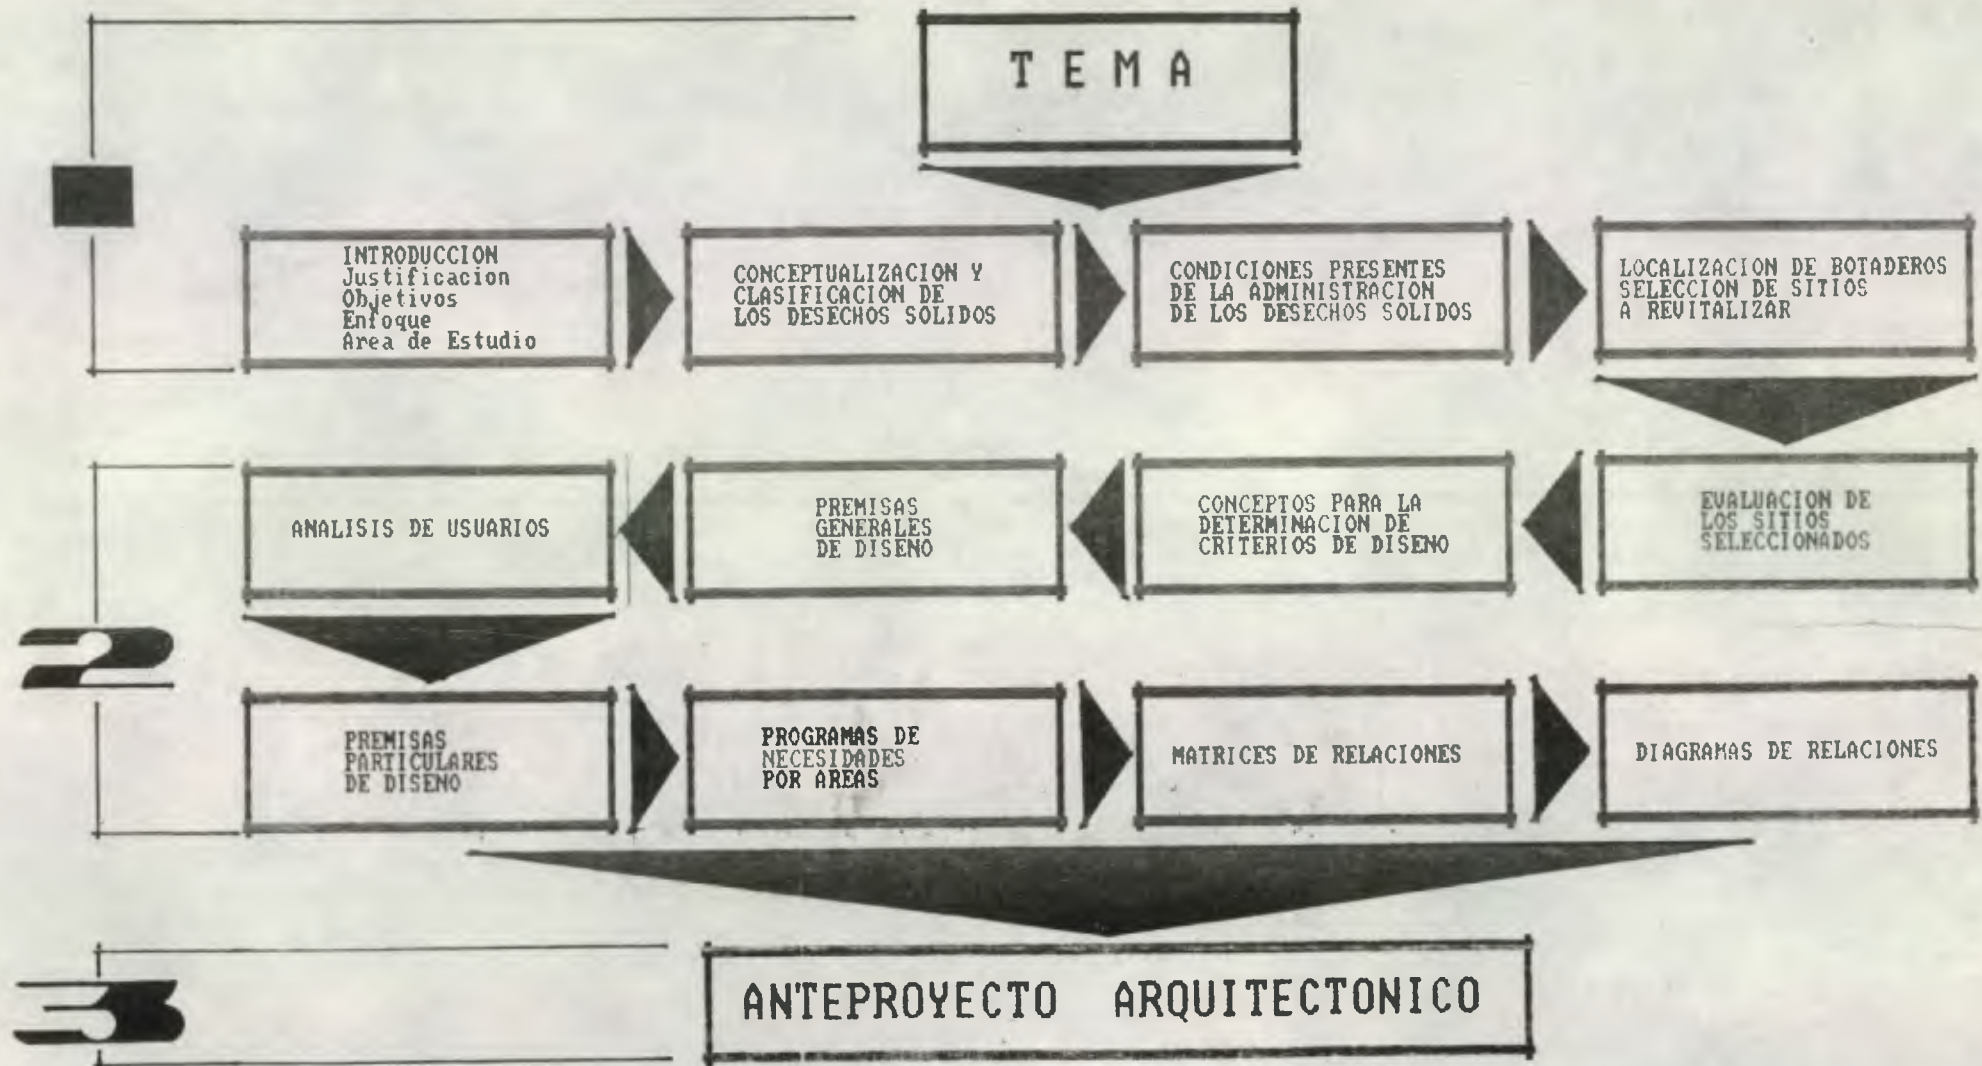 TEMA
INTRODUCCION
Justificacion
Objetivos
Enfoque
Area de Estudio
CONCEPTUALIZACION Y
CLASIFICACION DE
LOS DESECHOS SOLIDOS
CONDICIONES PRESENTES
DE LA ADMINISTRACION
DE LOS DESECHOS SOLIDOS
LOCALIZACION DE BOTADEROS
SELECCION DE SITIOS
A REVITALIZAR
ANALISIS DE USUARIOS
PREMISAS
GENERALES
DE DISENO
CONCEPTOS PARA LA
DETERMINACION DE
CRITERIOS DE DISENO
EVALUACION DE
LOS SITIOS
SELECCIONADOS
2
PREMISAS
PARTICULARES
DE DISENO
PROGRAMAS DE
NECESIDADES
POR AREAS
MATRICES DE RELACIONES
DIAGRAMAS DE RELACIONES
3
ANTEPROYECTO ARQUITECTONICO